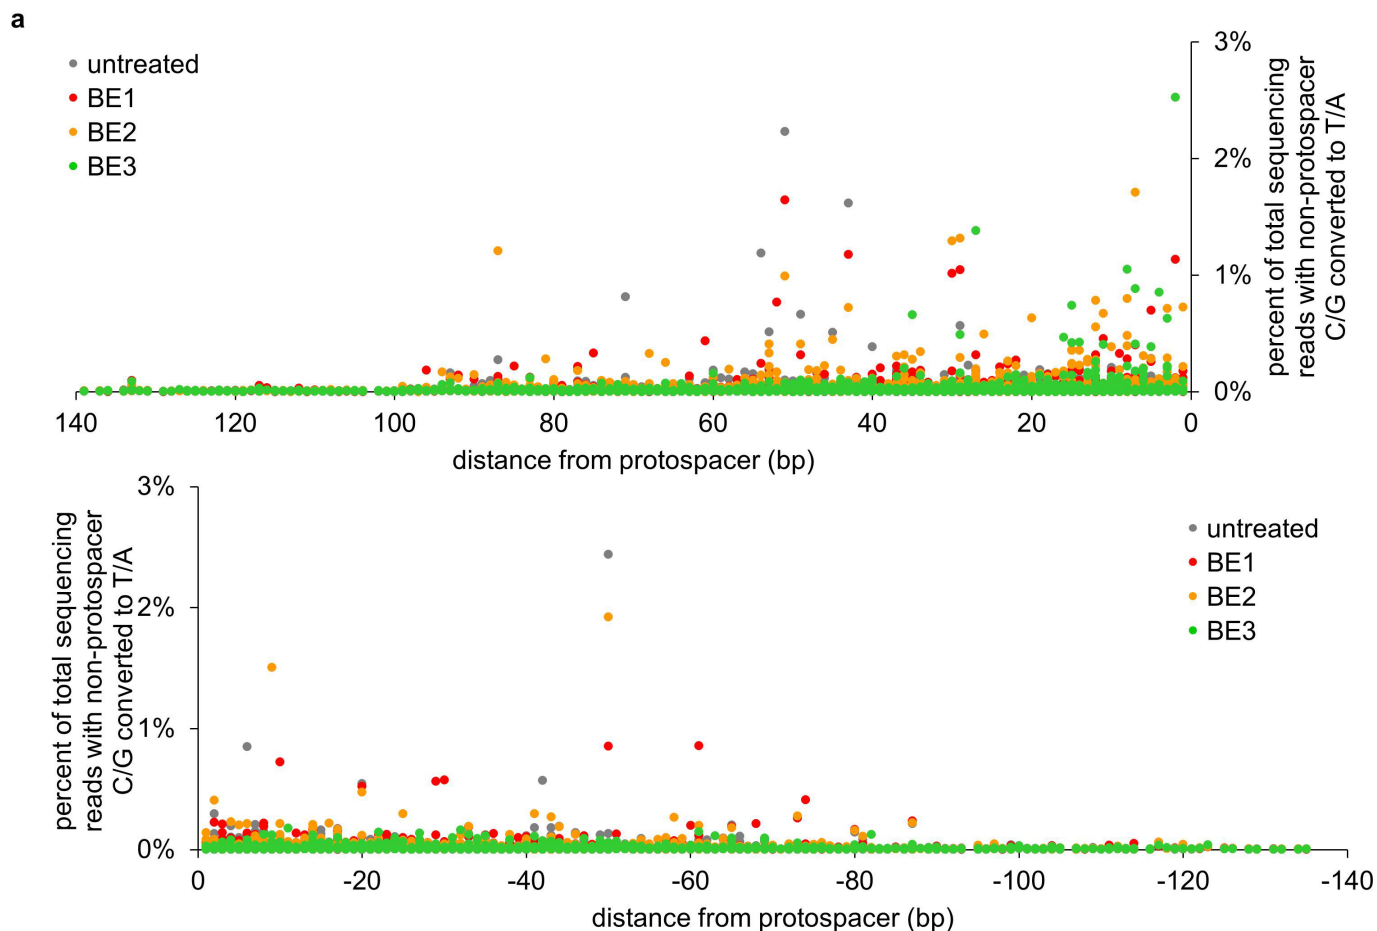 a
untreated
BE1
BE2
BE3
3%
2%
1%
0%
percent of total sequencing
reads with non-protospacer
C/G converted to T/A
140 120 100 80 60 40 20 0
distance from protospacer (bp)
3%
2%
1%
0%
percent of total sequencing
reads with non-protospacer
C/G converted to T/A
untreated
BE1
BE2
BE3
0 -20 -40 -60 -80 -100 -120 -140
distance from protospacer (bp)